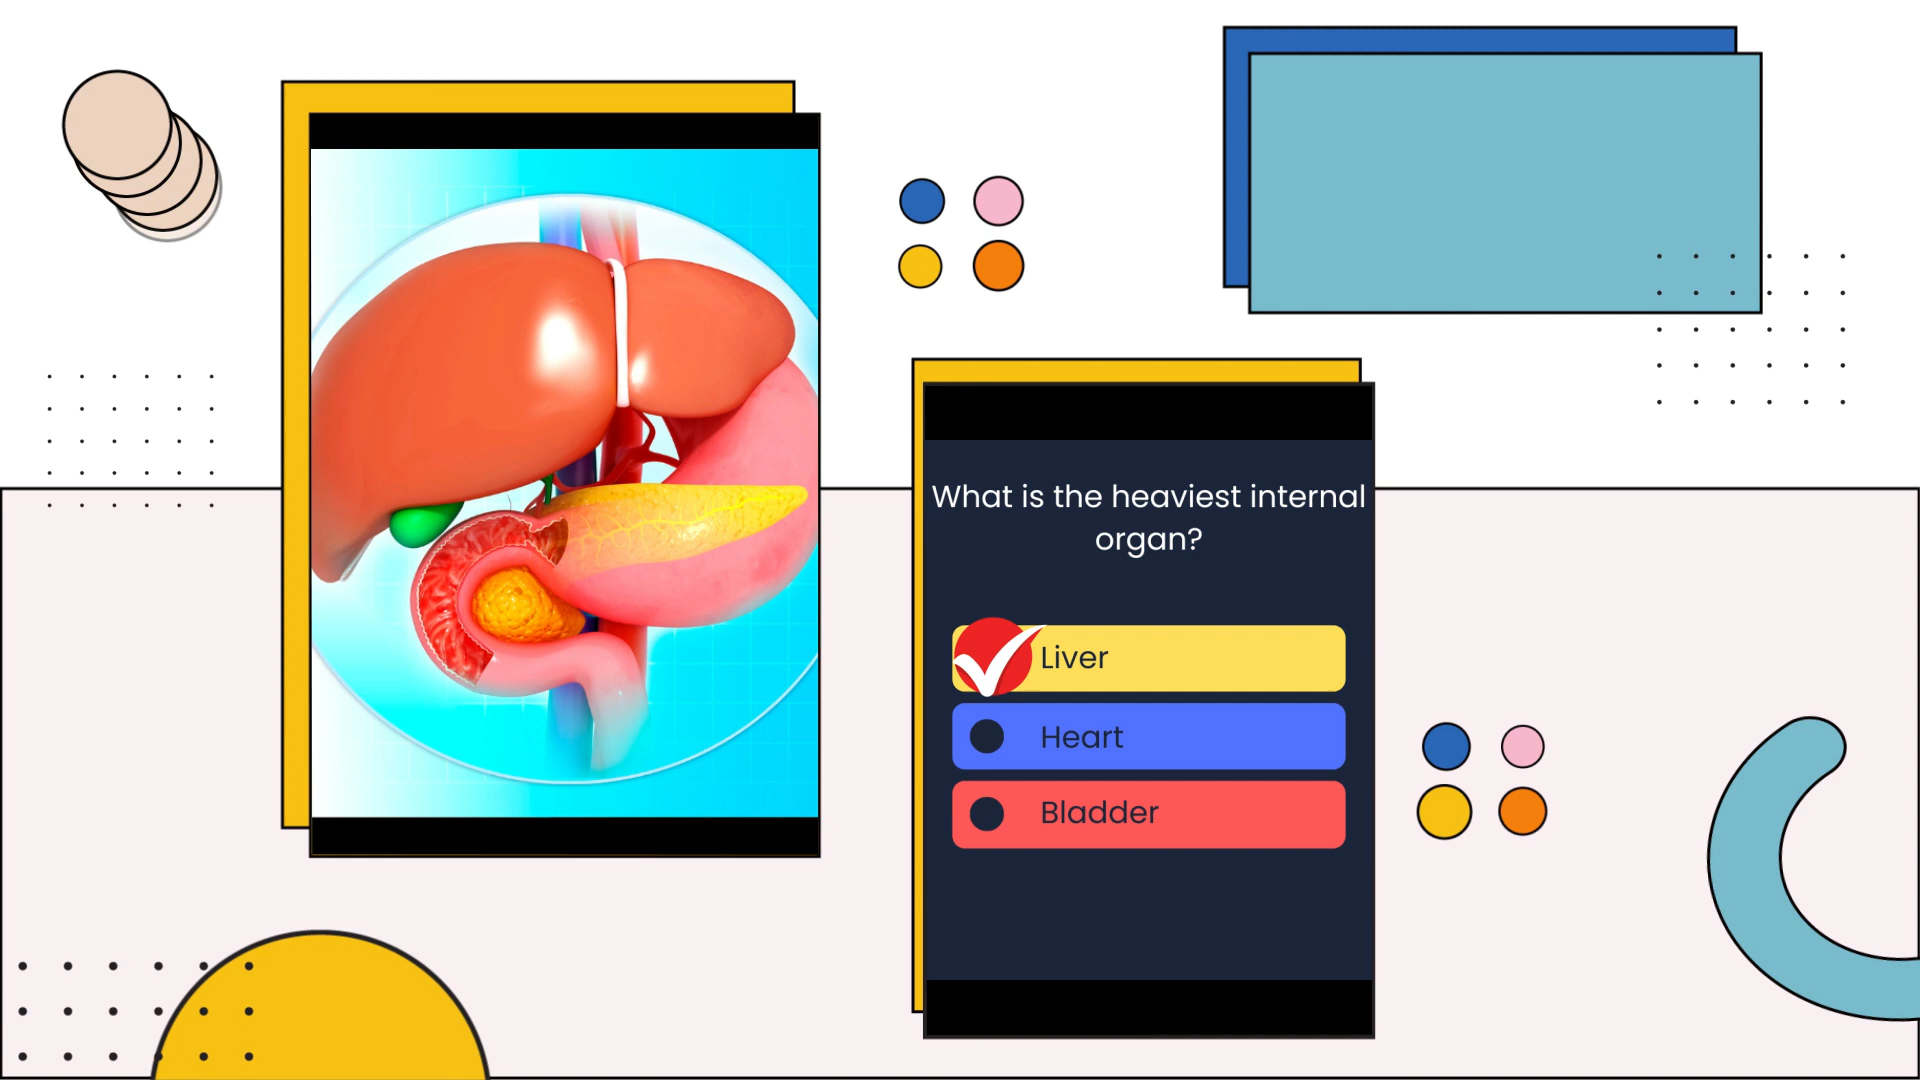 What is the heaviest internal
organ?
Liver
Heart
Bladder